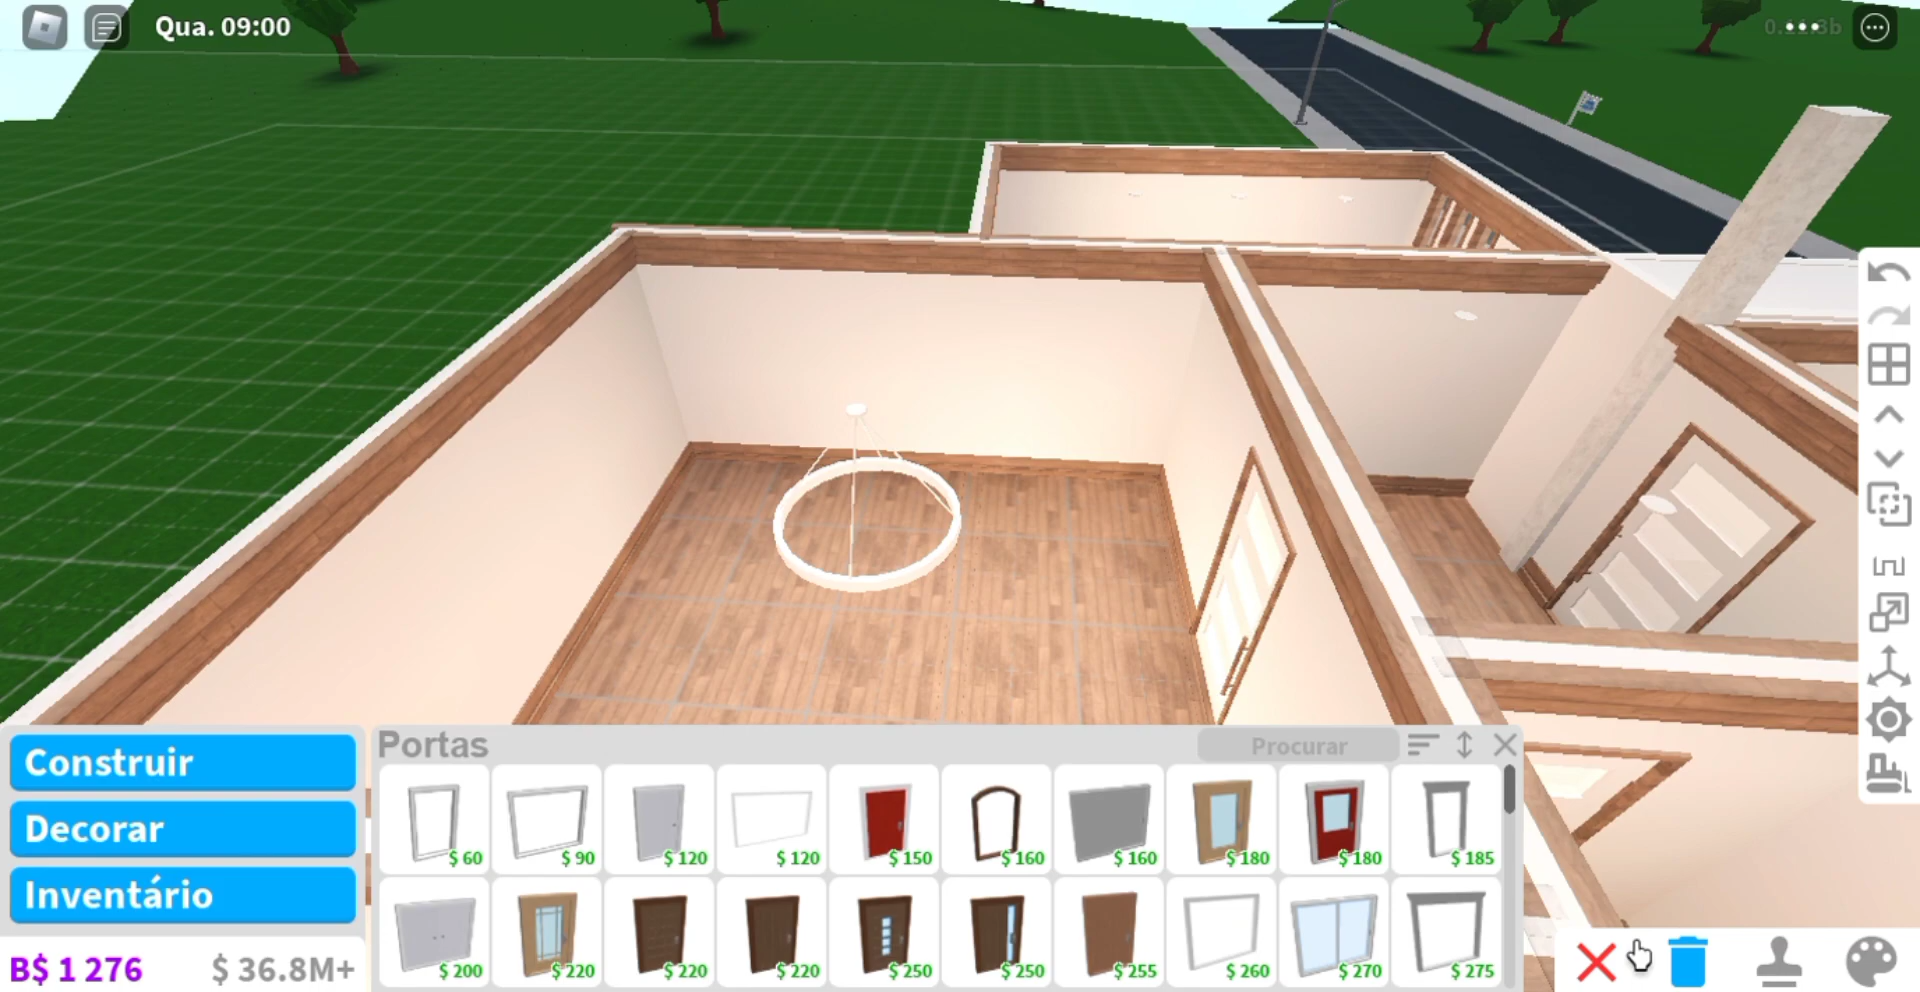 Qua. 09:00
Construir
Decorar
Inventário
B$ 1 276
$ 36.8M+
Portas
Procurar
$ 60
$ 90
$ 120
$ 120
$ 150
$ 160
$ 160
$ 180
$ 180
$ 185
$ 200
$ 220
$ 220
$ 220
$ 250
$ 250
$ 255
$ 260
$ 270
$ 275